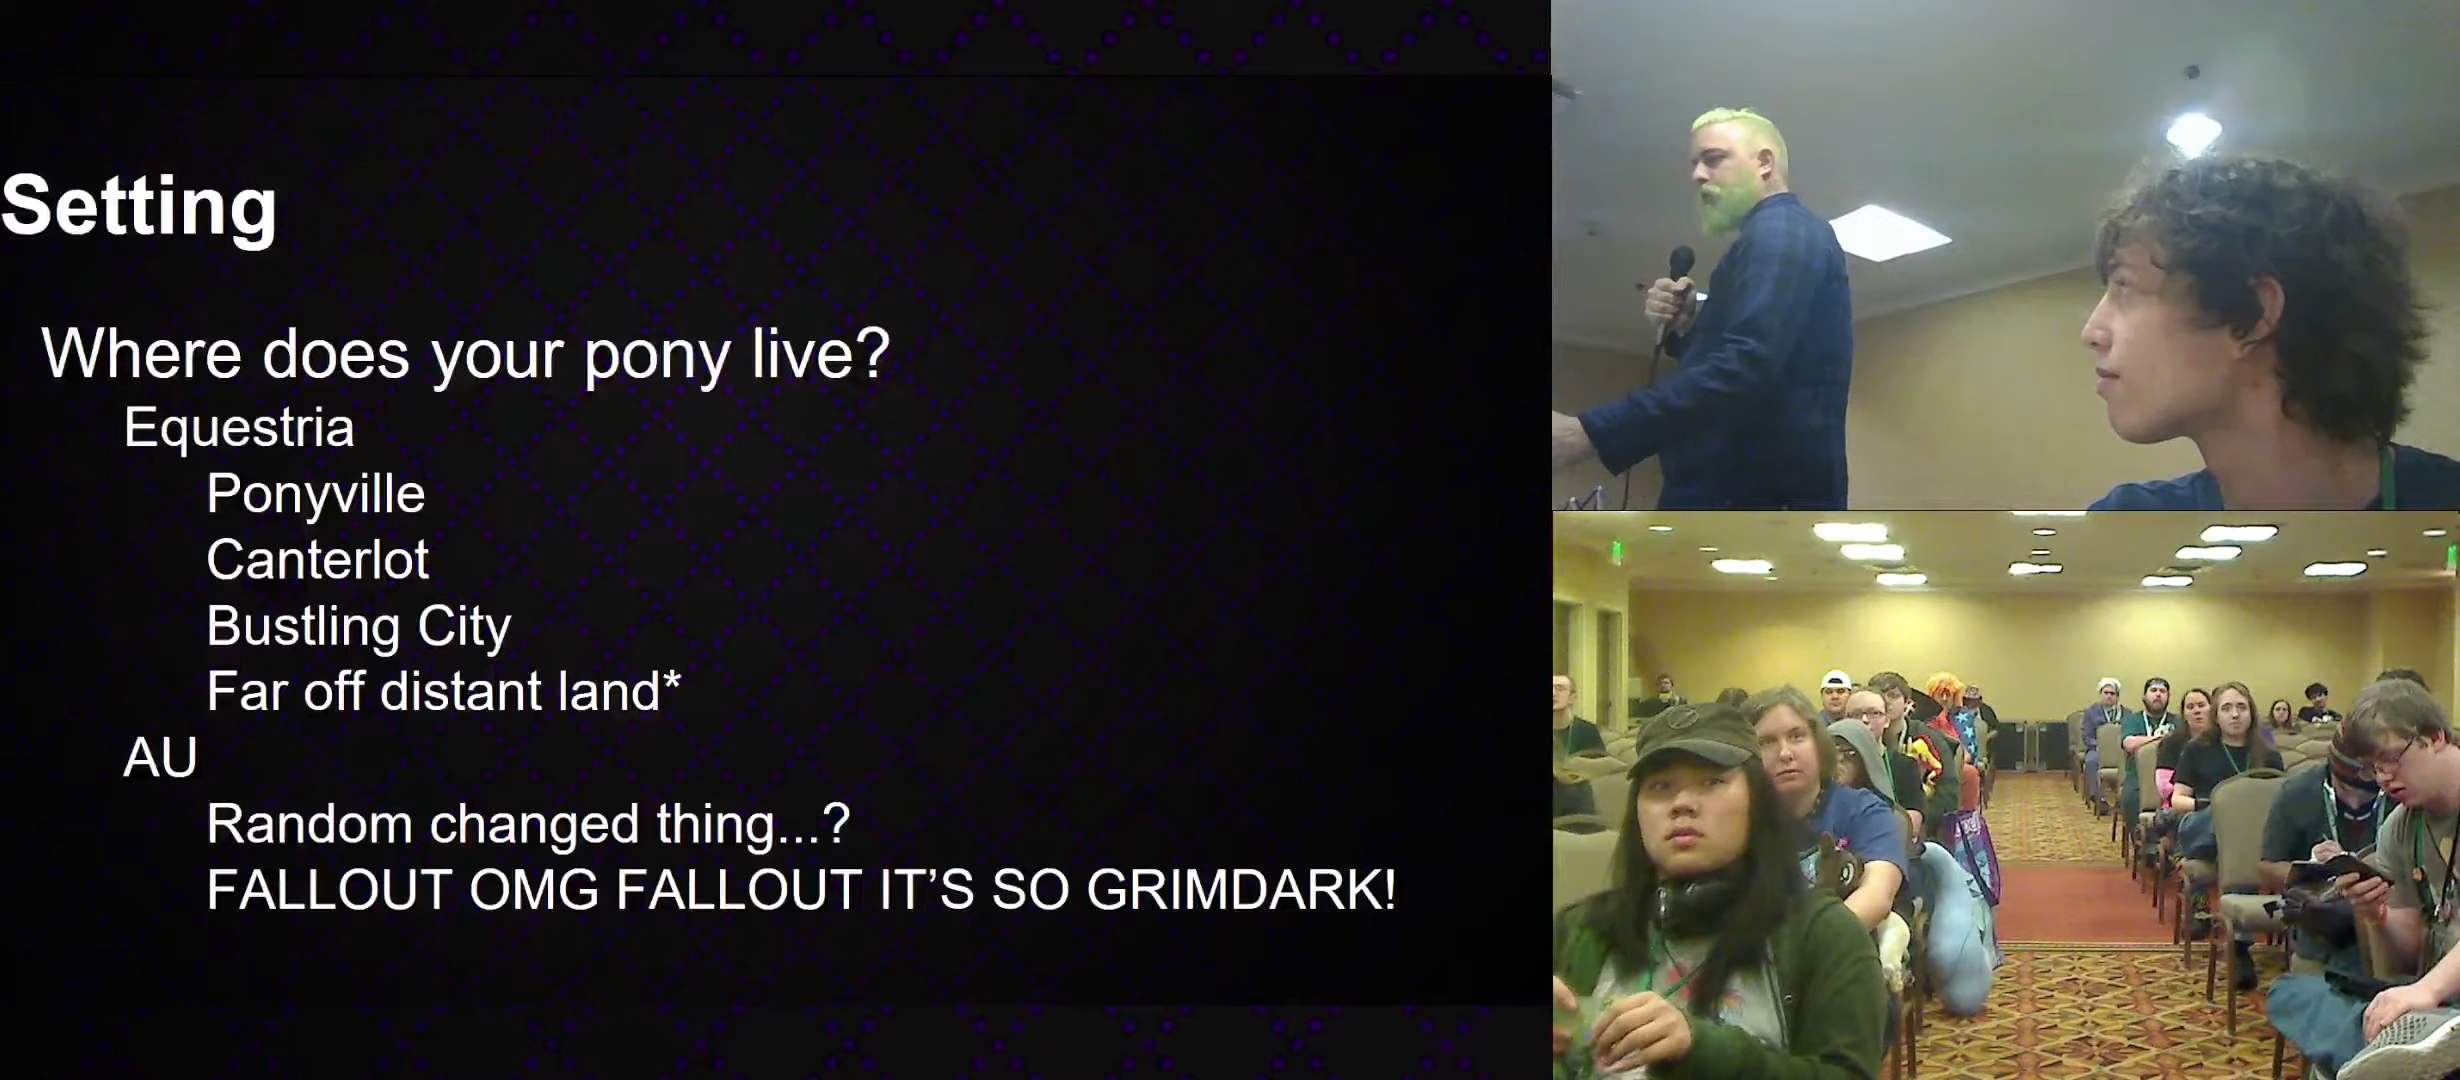 Setting
Where does your pony live?
Equestria
Ponyville
Canterlot
Bustling City
Far off distant land*
AU
Random changed thing...?
FALLOUT OMG FALLOUT IT’S SO GRIMDARK!